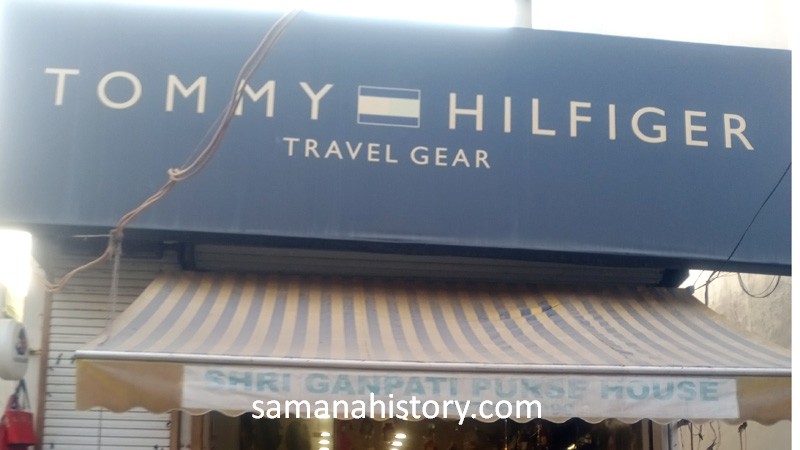 TOMMY HILFIGER
TRAVEL GEAR
SHRI GANPATI PURSE HOUSE
samanahistory.com